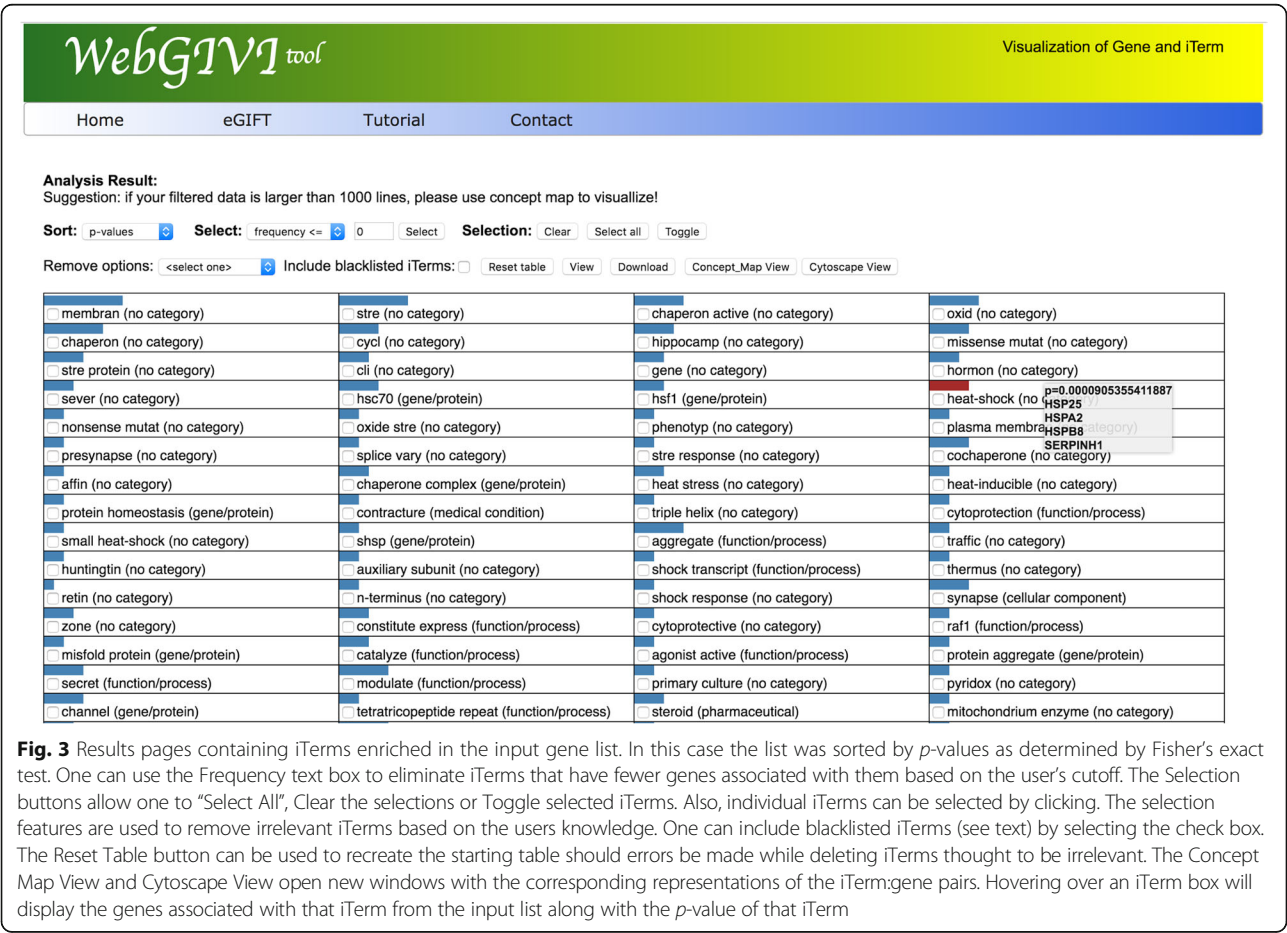 WebGIVI tool
Visualization of Gene and iTerm
Home eGIFT Tutorial Contact
Analysis Result:
Suggestion: if your filtered data is larger than 1000 lines, please use concept map to visuallize!
Sort: p-values Select: frequency <= 0 Select Selection: Clear Select all Toggle
Remove options: <select one> Include blacklisted iTerms: Reset table View Download Concept_Map View Cytoscape View
membran (no category) stre (no category) chaperon active (no category) oxid (no category)
chaperon (no category) cycl (no category) hippocamp (no category) missense mutat (no category)
stre protein (no category) cli (no category) gene (no category) hormon (no category)
p=0.0000905355411887
sever (no category) hsc70 (gene/protein) hsf1 (gene/protein) heat-shock (no
HSP25
HSPA2
nonsense mutat (no category) oxide stre (no category) phenotyp (no category) plasma membra category)
HSPB8
SERPINH1
presynapse (no category) splice vary (no category) stre response (no category) cochaperone (no category)
affin (no category) chaperone complex (gene/protein) heat stress (no category) heat-inducible (no category)
protein homeostasis (gene/protein) contracture (medical condition) triple helix (no category) cytoprotection (function/process)
small heat-shock (no category) shsp (gene/protein) aggregate (function/process) traffic (no category)
huntingtin (no category) auxiliary subunit (no category) shock transcript (function/process) thermus (no category)
retin (no category) n-terminus (no category) shock response (no category) synapse (cellular component)
zone (no category) constitute express (function/process) cytoprotective (no category) raf1 (function/process)
misfold protein (gene/protein) catalyze (function/process) agonist active (function/process) protein aggregate (gene/protein)
secret (function/process) modulate (function/process) primary culture (no category) pyridox (no category)
channel (gene/protein) tetratricopeptide repeat (function/process) steroid (pharmaceutical) mitochondrium enzyme (no category)
Fig. 3 Results pages containing iTerms enriched in the input gene list. In this case the list was sorted by p-values as determined by Fisher's exact
test. One can use the Frequency text box to eliminate iTerms that have fewer genes associated with them based on the user's cutoff. The Selection
buttons allow one to "Select All", Clear the selections or Toggle selected iTerms. Also, individual iTerms can be selected by clicking. The selection
features are used to remove irrelevant iTerms based on the users knowledge. One can include blacklisted iTerms (see text) by selecting the check box.
The Reset Table button can be used to recreate the starting table should errors be made while deleting iTerms thought to be irrelevant. The Concept
Map View and Cytoscape View open new windows with the corresponding representations of the iTerm:gene pairs. Hovering over an iTerm box will
display the genes associated with that iTerm from the input list along with the p-value of that iTerm